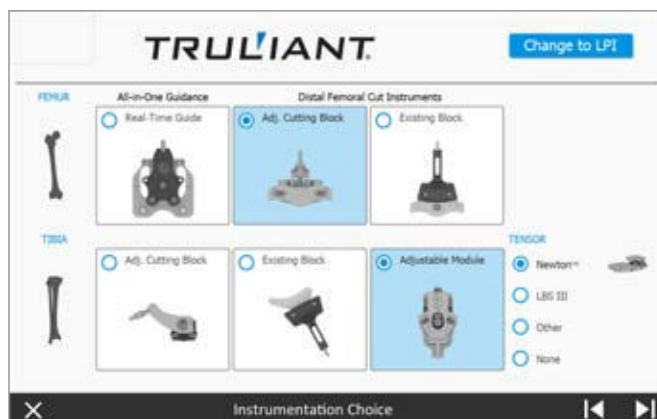 TRULIANT
Change to LPI
FEMUR
All-in-One Guidance
Distal Femoral Cut Instruments
Real-Time Guide
Adj. Cutting Block
Existing Block
TIBIA
Adj. Cutting Block
Existing Block
Adjustable Module
TENSOR
Newton™
LBS III
Other
None
Instrumentation Choice